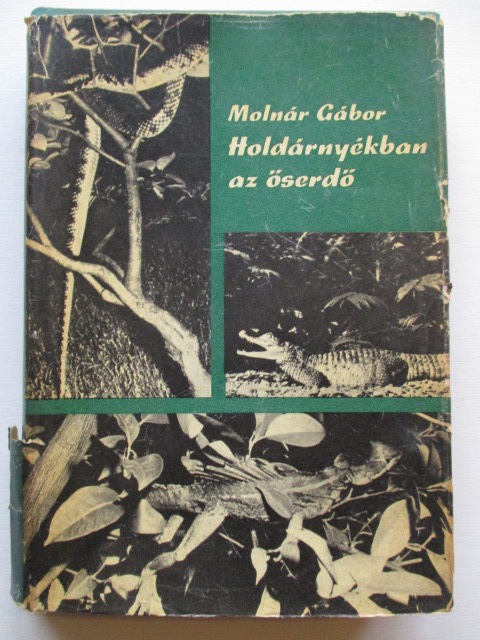 Molnár Gábor
Holdárnyékban
az őserdő